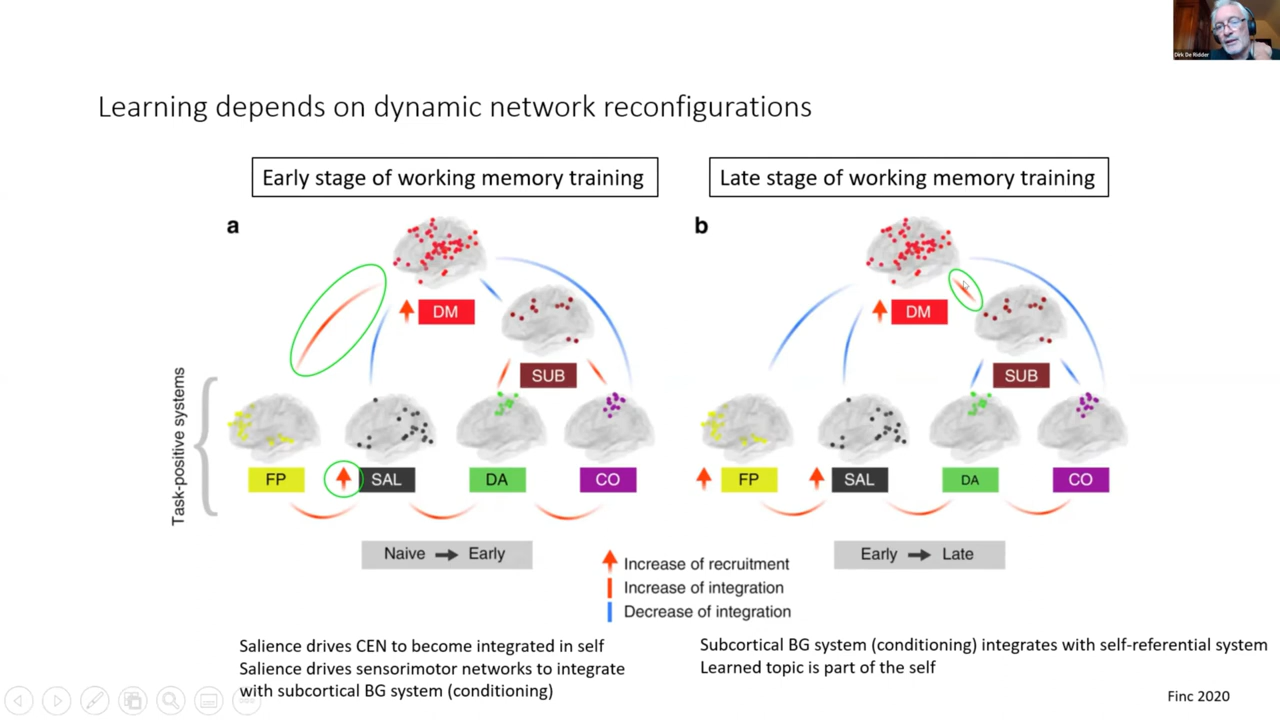 Dirk De Ridder
Learning depends on dynamic network reconfigurations
Early stage of working memory training
Late stage of working memory training
a
b
DM
DM
SUB
SUB
Task-positive systems
FP
SAL
DA
CO
FP
SAL
DA
CO
Naive → Early
Early → Late
Increase of recruitment
Increase of integration
Decrease of integration
Salience drives CEN to become integrated in self
Salience drives sensorimotor networks to integrate
with subcortical BG system (conditioning)
Subcortical BG system (conditioning) integrates with self-referential system
Learned topic is part of the self
Finc 2020